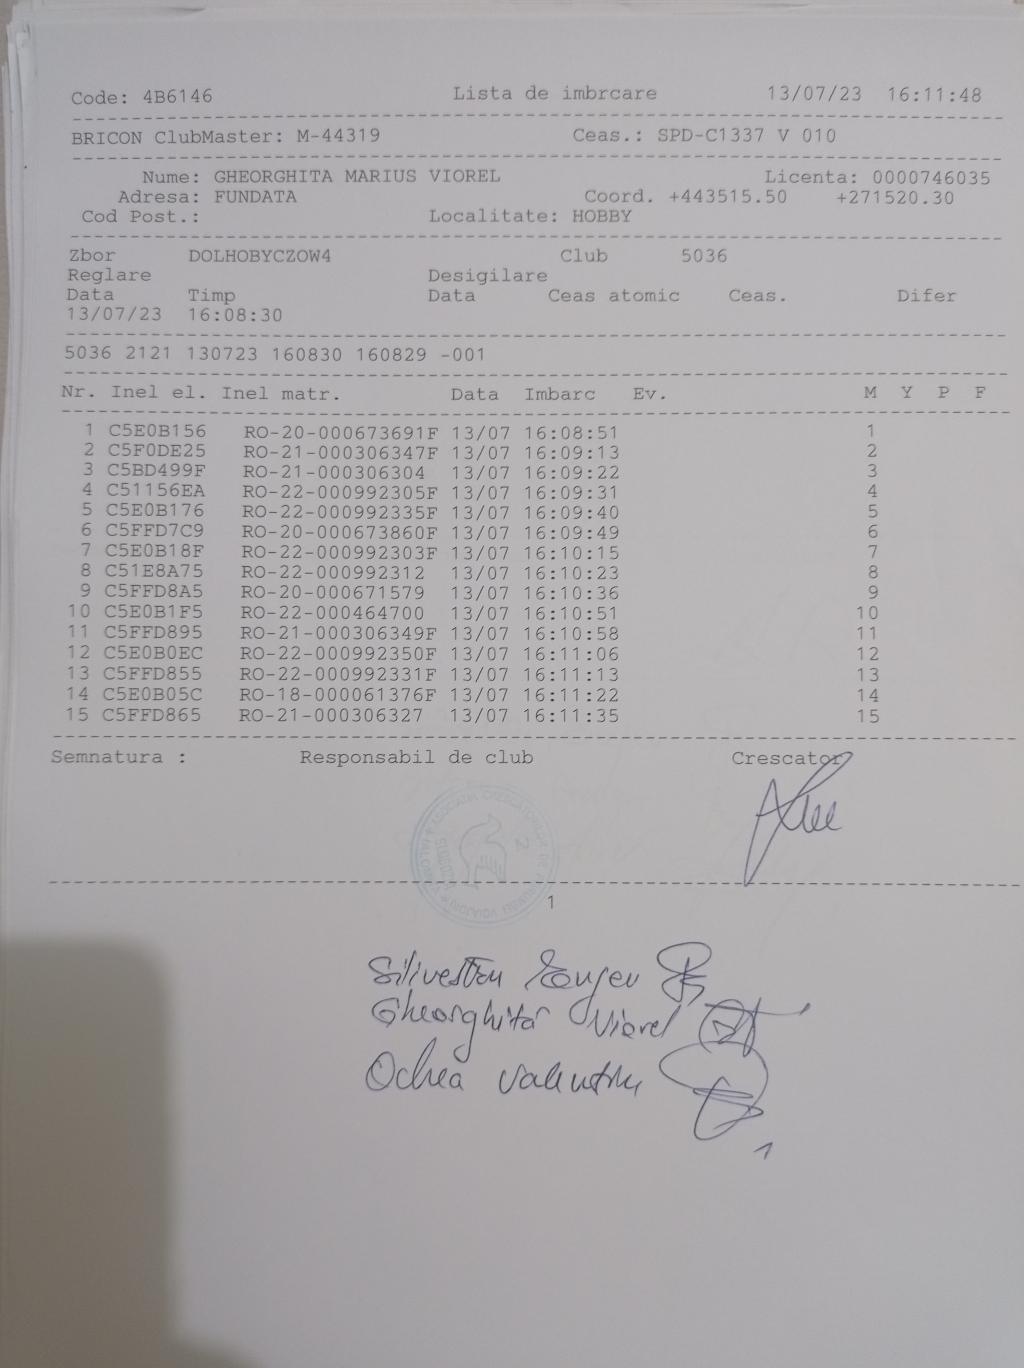 Code: 4B6146 Lista de imbrcare 13/07/23 16:11:48
BRICON ClubMaster: M-44319 Ceas.: SPD-C1337 V 010
Nume: GHEORGHITA MARIUS VIOREL Licenta: 0000746035
Adresa: FUNDATA Coord. +443515.50 +271520.30
Cod Post.: Localitate: HOBBY
Zbor DOLHOBYCZOW4 Club 5036
Reglare Desigilare
Data Timp Data Ceas atomic Ceas. Difer
13/07/23 16:08:30
5036 2121 130723 160830 160829 -001
Nr. Inel el. Inel matr. Data Imbarc Ev. M Y P F
1 C5E0B156 RO-20-000673691F 13/07 16:08:51 1
2 C5F0DE25 RO-21-000306347F 13/07 16:09:13 2
3 C5BD499F RO-21-000306304 13/07 16:09:22 3
4 C51156EA RO-22-000992305F 13/07 16:09:31 4
5 C5E0B176 RO-22-000992335F 13/07 16:09:40 5
6 C5FFD7C9 RO-20-000673860F 13/07 16:09:49 6
7 C5E0B18F RO-22-000992303F 13/07 16:10:15 7
8 C51E8A75 RO-22-000992312 13/07 16:10:23 8
9 C5FFD8A5 RO-20-000671579 13/07 16:10:36 9
10 C5E0B1F5 RO-22-000464700 13/07 16:10:51 10
11 C5FFD895 RO-21-000306349F 13/07 16:10:58 11
12 C5E0B0EC RO-22-000992350F 13/07 16:11:06 12
13 C5FFD855 RO-22-000992331F 13/07 16:11:13 13
14 C5E0B05C RO-18-000061376F 13/07 16:11:22 14
15 C5FFD865 RO-21-000306327 13/07 16:11:35 15
Semnatura : Responsabil de club Crescator
1
Gheorghita Viorel
Ochea Valentin